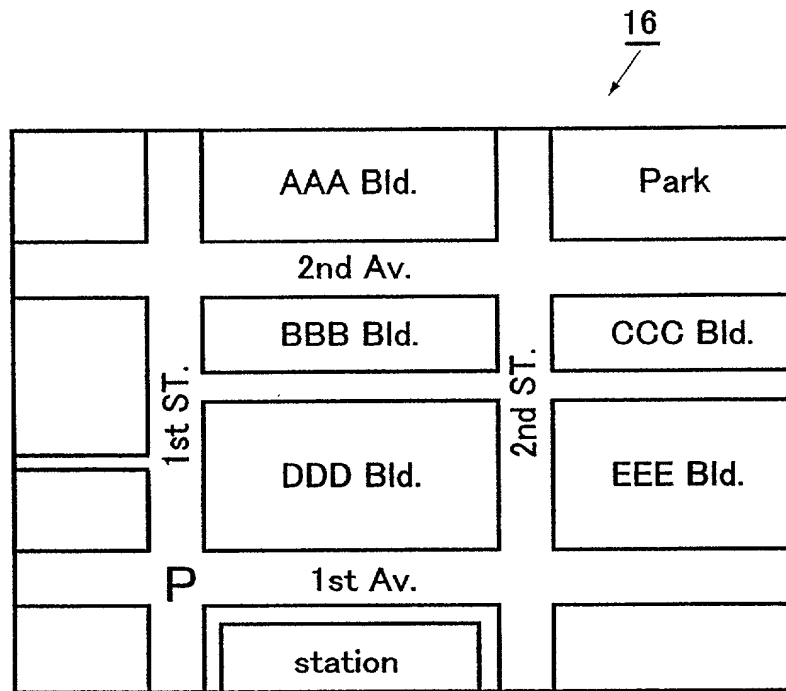 16
AAA Bld.
Park
2nd Av.
BBB Bld.
CCC Bld.
1st ST.
2nd ST.
DDD Bld.
EEE Bld.
P
1st Av.
station